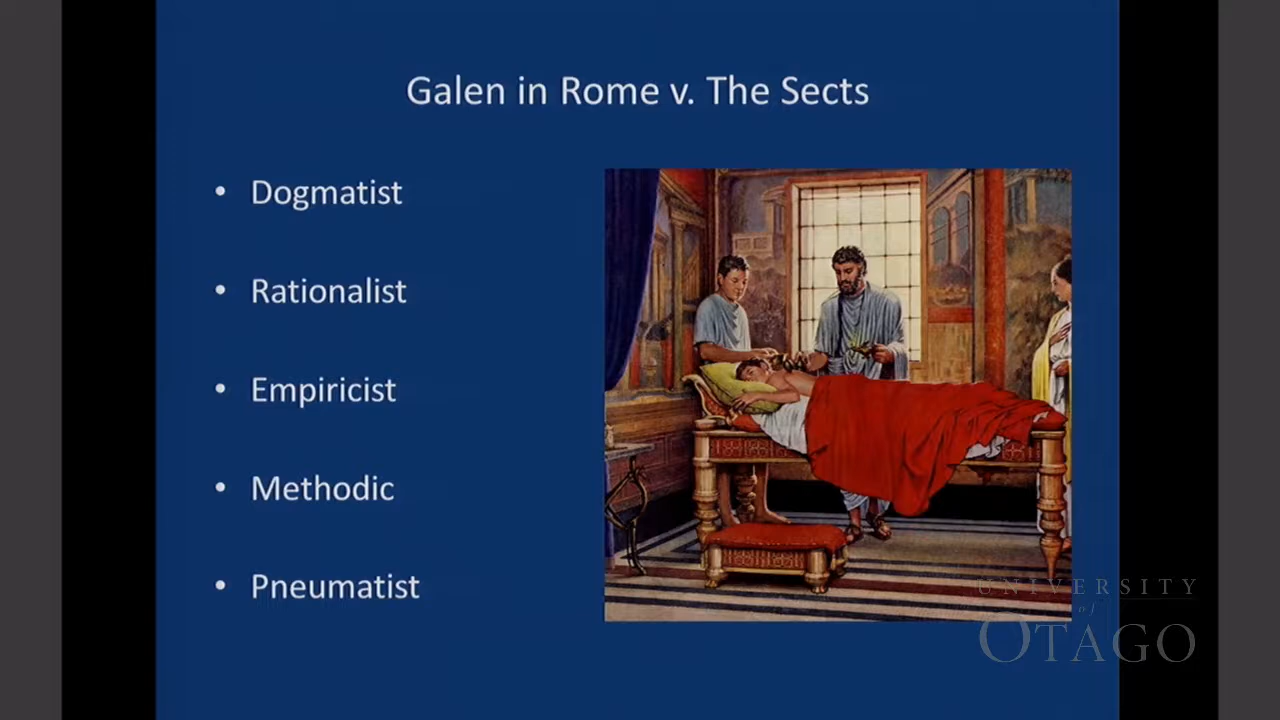 Galen in Rome v. The Sects
• Dogmatist
• Rationalist
• Empiricist
• Methodic
• Pneumatist
UNIVERSITY
of
OTAGO